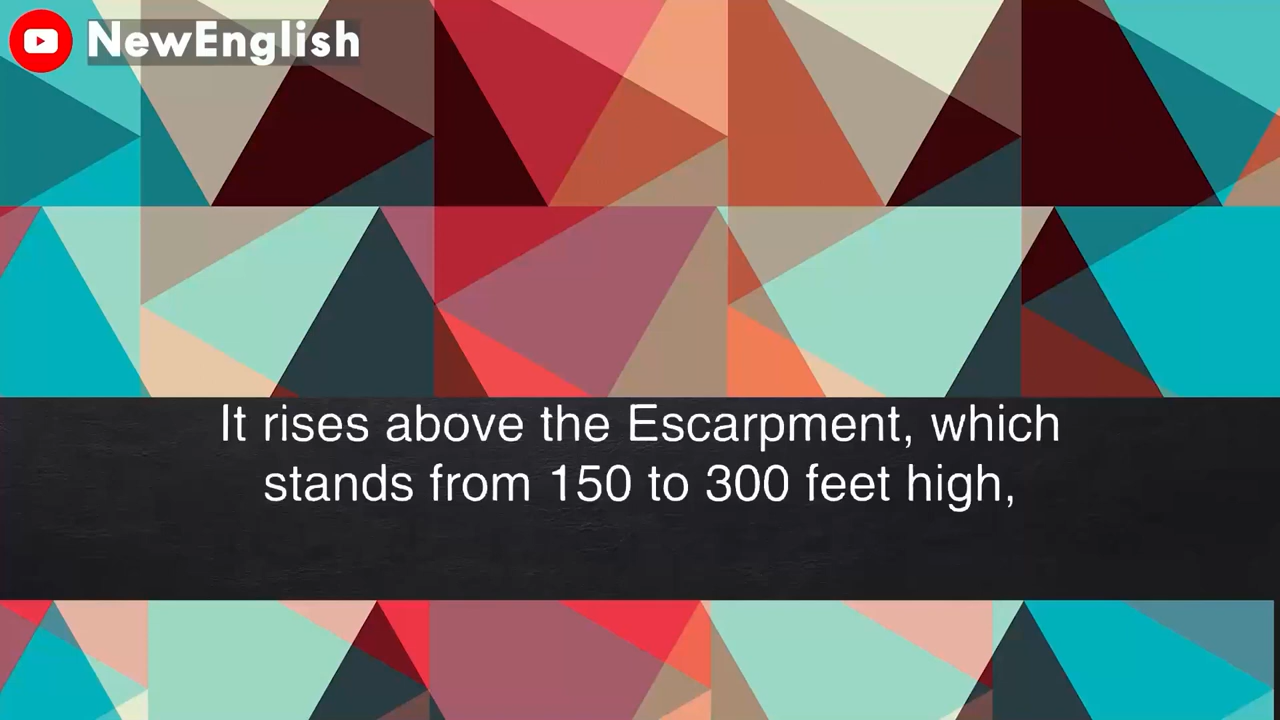 NewEnglish
It rises above the Escarpment, which
stands from 150 to 300 feet high,